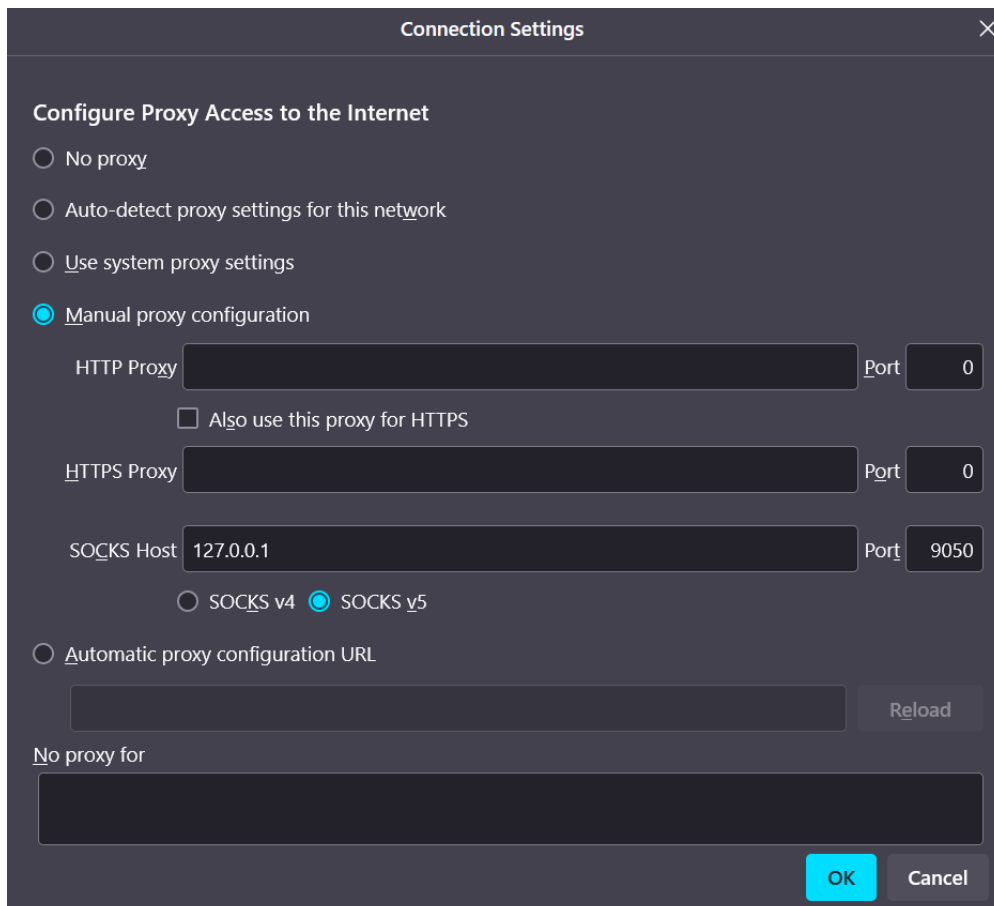 Connection Settings
Configure Proxy Access to the Internet
No proxy
Auto-detect proxy settings for this network
Use system proxy settings
Manual proxy configuration
HTTP Proxy Port 0
Also use this proxy for HTTPS
HTTPS Proxy Port 0
SOCKS Host 127.0.0.1 Port 9050
SOCKS v4 SOCKS v5
Automatic proxy configuration URL
Reload
No proxy for
OK Cancel